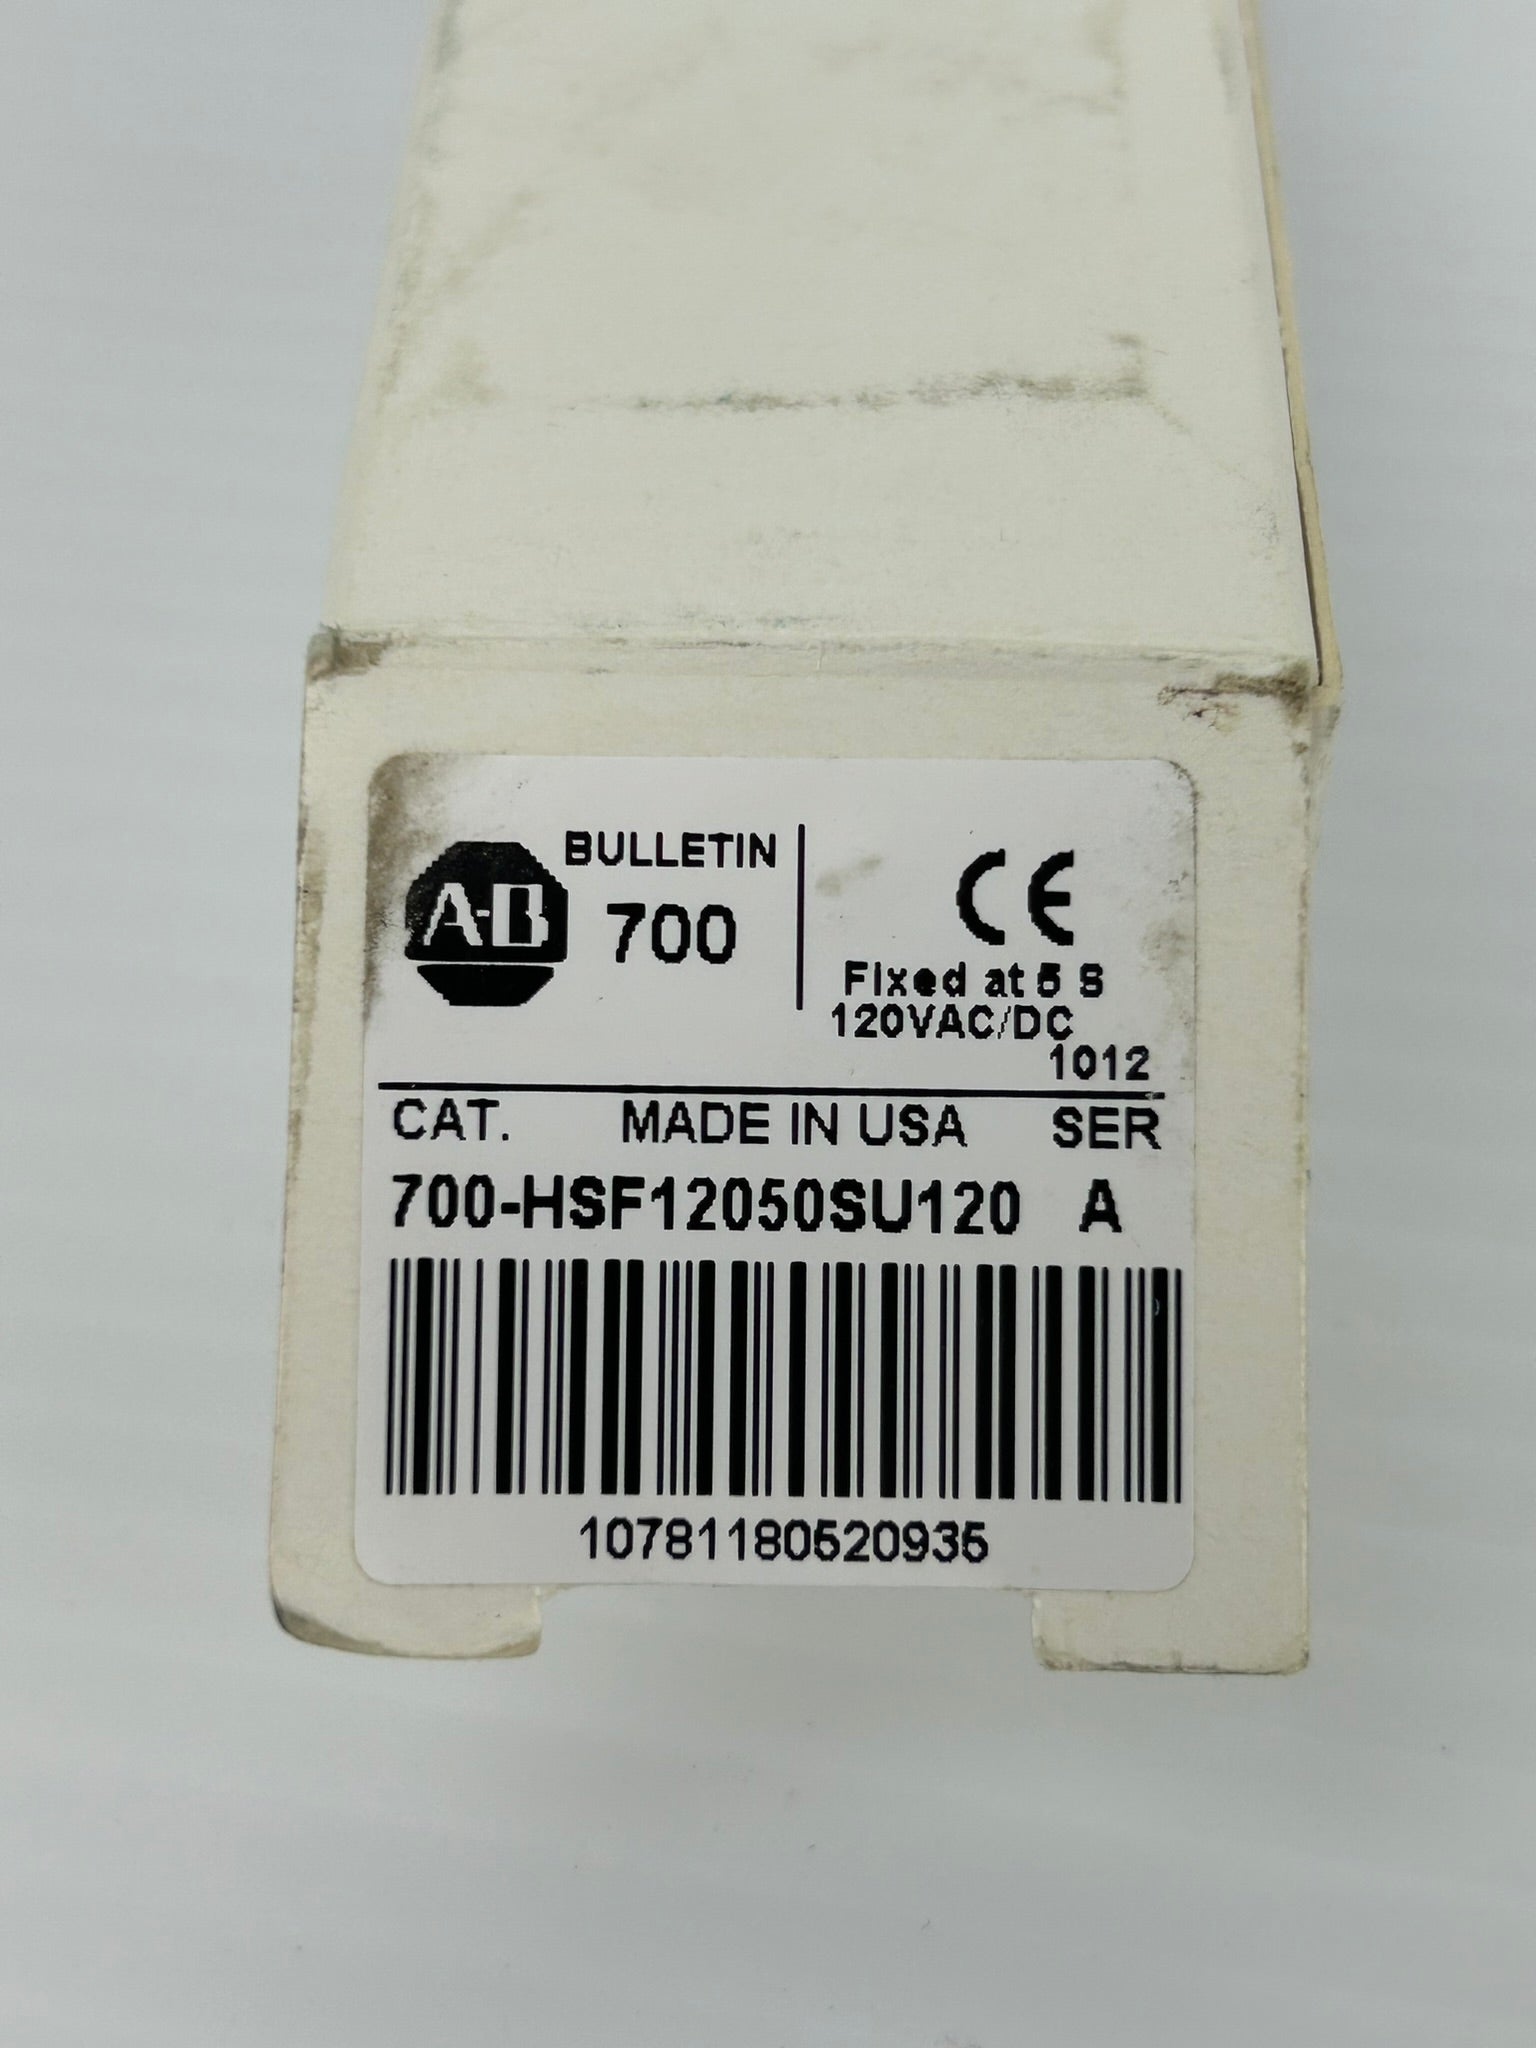 A-B
BULLETIN
700
CE
Fixed at 5 S
120VAC/DC
1012
CAT. MADE IN USA SER
700-HSF12050SU120 A
10781180520935